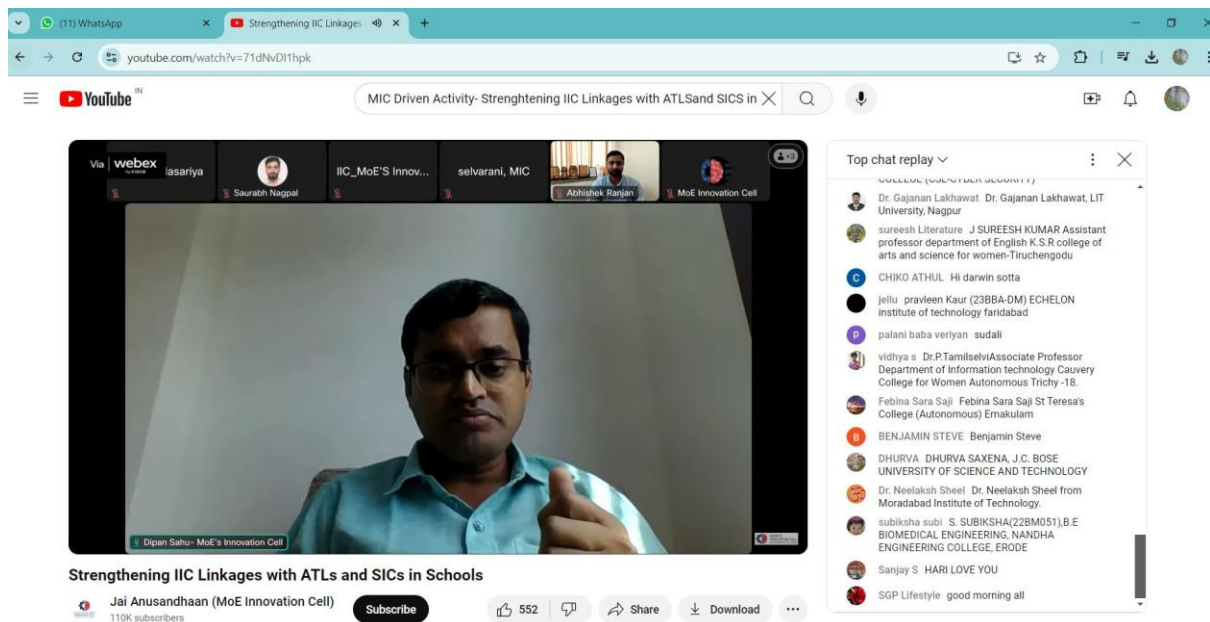 (11) WhatsApp
Strengthening IIC Linkages
youtube.com/watch?v=71dNvDI1hpk
YouTube IN
MIC Driven Activity- Strenghtening IIC Linkages with ATLSand SICS in
Via webex
lasariya
Saurabh Nagpal
IIC_MoE'S Innov...
selvarani, MIC
Abhishek Ranjan
MoE Innovation Cell
+3
Dipan Sahu- MoE's Innovation Cell
Strengthening IIC Linkages with ATLs and SICs in Schools
Jai Anusandhaan (MoE Innovation Cell)
110K subscribers
Subscribe
552
Share
Download
Top chat replay
COLLEGE (CSE-CYBER SECURITY)
Dr. Gajanan Lakhawat Dr. Gajanan Lakhawat, LIT
University, Nagpur
sureesh Literature J SUREESH KUMAR Assistant
professor department of English K.S.R college of
arts and science for women-Tiruchengodu
C
CHIKO ATHUL Hi darwin sotta
jellu pravleen Kaur (23BBA-DM) ECHELON
institute of technology faridabad
P
palani baba veriyan sudali
vidhya s Dr.P.TamilselviAssociate Professor
Department of Information technology Cauvery
College for Women Autonomous Trichy -18.
Febina Sara Saji Febina Sara Saji St Teresa's
College (Autonomous) Ernakulam
B
BENJAMIN STEVE Benjamin Steve
DHURVA DHURVA SAXENA, J.C. BOSE
UNIVERSITY OF SCIENCE AND TECHNOLOGY
Dr. Neelaksh Sheel Dr. Neelaksh Sheel from
Moradabad Institute of Technology.
subiksha subi S. SUBIKSHA(22BM051),B.E
BIOMEDICAL ENGINEERING, NANDHA
ENGINEERING COLLEGE, ERODE
Sanjay S HARI LOVE YOU
SGP Lifestyle good morning all